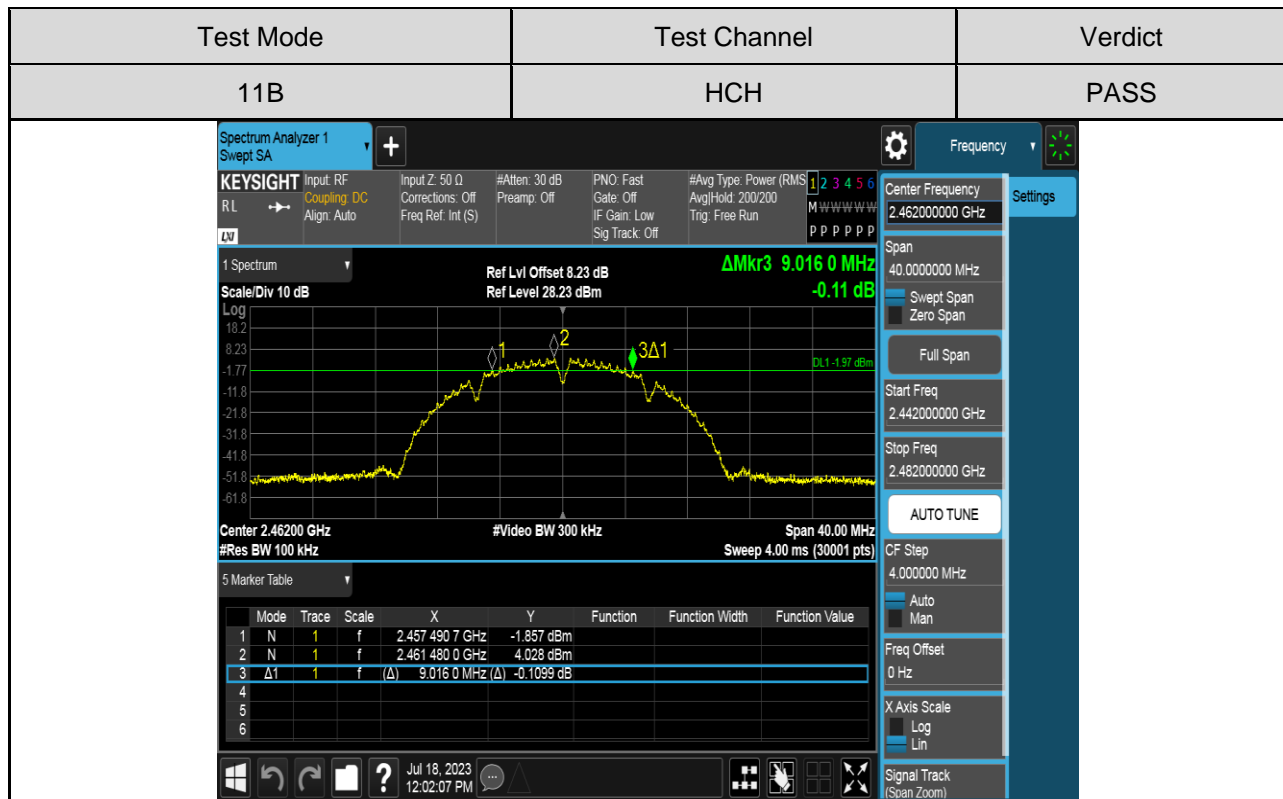 Test Mode Test Channel Verdict
11B HCH PASS
Spectrum Analyzer 1
Swept SA
+
Frequency
KEYSIGHT
RL
LXI
Input: RF
Coupling: DC
Align: Auto
Input Z: 50 Ω
Corrections: Off
Freq Ref: Int (S)
#Atten: 30 dB
Preamp: Off
PNO: Fast
Gate: Off
IF Gain: Low
Sig Track: Off
#Avg Type: Power (RMS
Avg|Hold: 200/200
Trig: Free Run
1 2 3 4 5 6
M W W W W W
P P P P P P
1 Spectrum
Scale/Div 10 dB
Ref Lvl Offset 8.23 dB
Ref Level 28.23 dBm
ΔMkr3 9.016 0 MHz
-0.11 dB
Log
18.2
8.23
-1.77
-11.8
-21.8
-31.8
-41.8
-51.8
-61.8
1
2
3Δ1
DL1 -1.97 dBm
Center 2.46200 GHz #Video BW 300 kHz Span 40.00 MHz
#Res BW 100 kHz Sweep 4.00 ms (30001 pts)
5 Marker Table
Mode Trace Scale X Y Function Function Width Function Value
1 N 1 f 2.457 490 7 GHz -1.857 dBm
2 N 1 f 2.461 480 0 GHz 4.028 dBm
3 Δ1 1 f (Δ) 9.016 0 MHz (Δ) -0.1099 dB
4
5
6
?
Jul 18, 2023
12:02:07 PM
Center Frequency
2.462000000 GHz
Settings
Span
40.0000000 MHz
Swept Span
Zero Span
Full Span
Start Freq
2.442000000 GHz
Stop Freq
2.482000000 GHz
AUTO TUNE
CF Step
4.000000 MHz
Auto
Man
Freq Offset
0 Hz
X Axis Scale
Log
Lin
Signal Track
(Span Zoom)